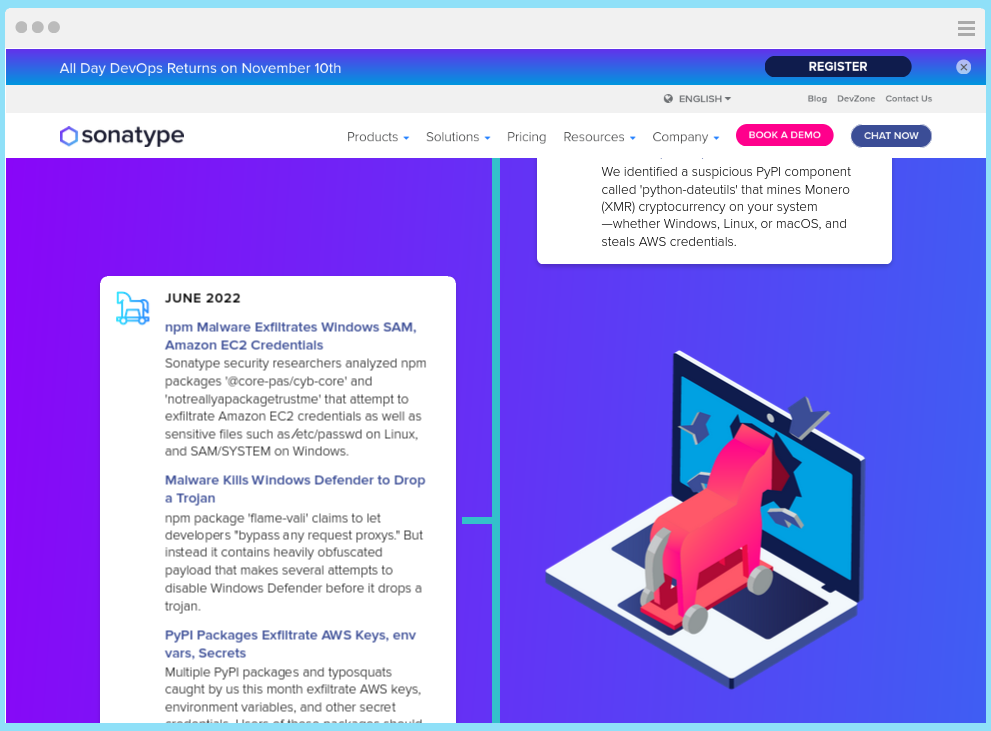 All Day DevOps Returns on November 10th
REGISTER
ENGLISH
Blog DevZone Contact Us
sonatype
Products Solutions Pricing Resources Company BOOK A DEMO CHAT NOW
We identified a suspicious PyPI component
called 'python-dateutils' that mines Monero
(XMR) cryptocurrency on your system
—whether Windows, Linux, or macOS, and
steals AWS credentials.
JUNE 2022
npm Malware Exfiltrates Windows SAM,
Amazon EC2 Credentials
Sonatype security researchers analyzed npm
packages '@core-pas/cyb-core' and
'notreallyapackagetrustme' that attempt to
exfiltrate Amazon EC2 credentials as well as
sensitive files such as/etc/passwd on Linux,
and SAM/SYSTEM on Windows.
Malware Kills Windows Defender to Drop
a Trojan
npm package 'flame-vali' claims to let
developers "bypass any request proxys." But
instead it contains heavily obfuscated
payload that makes several attempts to
disable Windows Defender before it drops a
trojan.
PyPI Packages Exfiltrate AWS Keys, env
vars, Secrets
Multiple PyPI packages and typosquats
caught by us this month exfiltrate AWS keys,
environment variables, and other secret
credentials. Users of these packages should